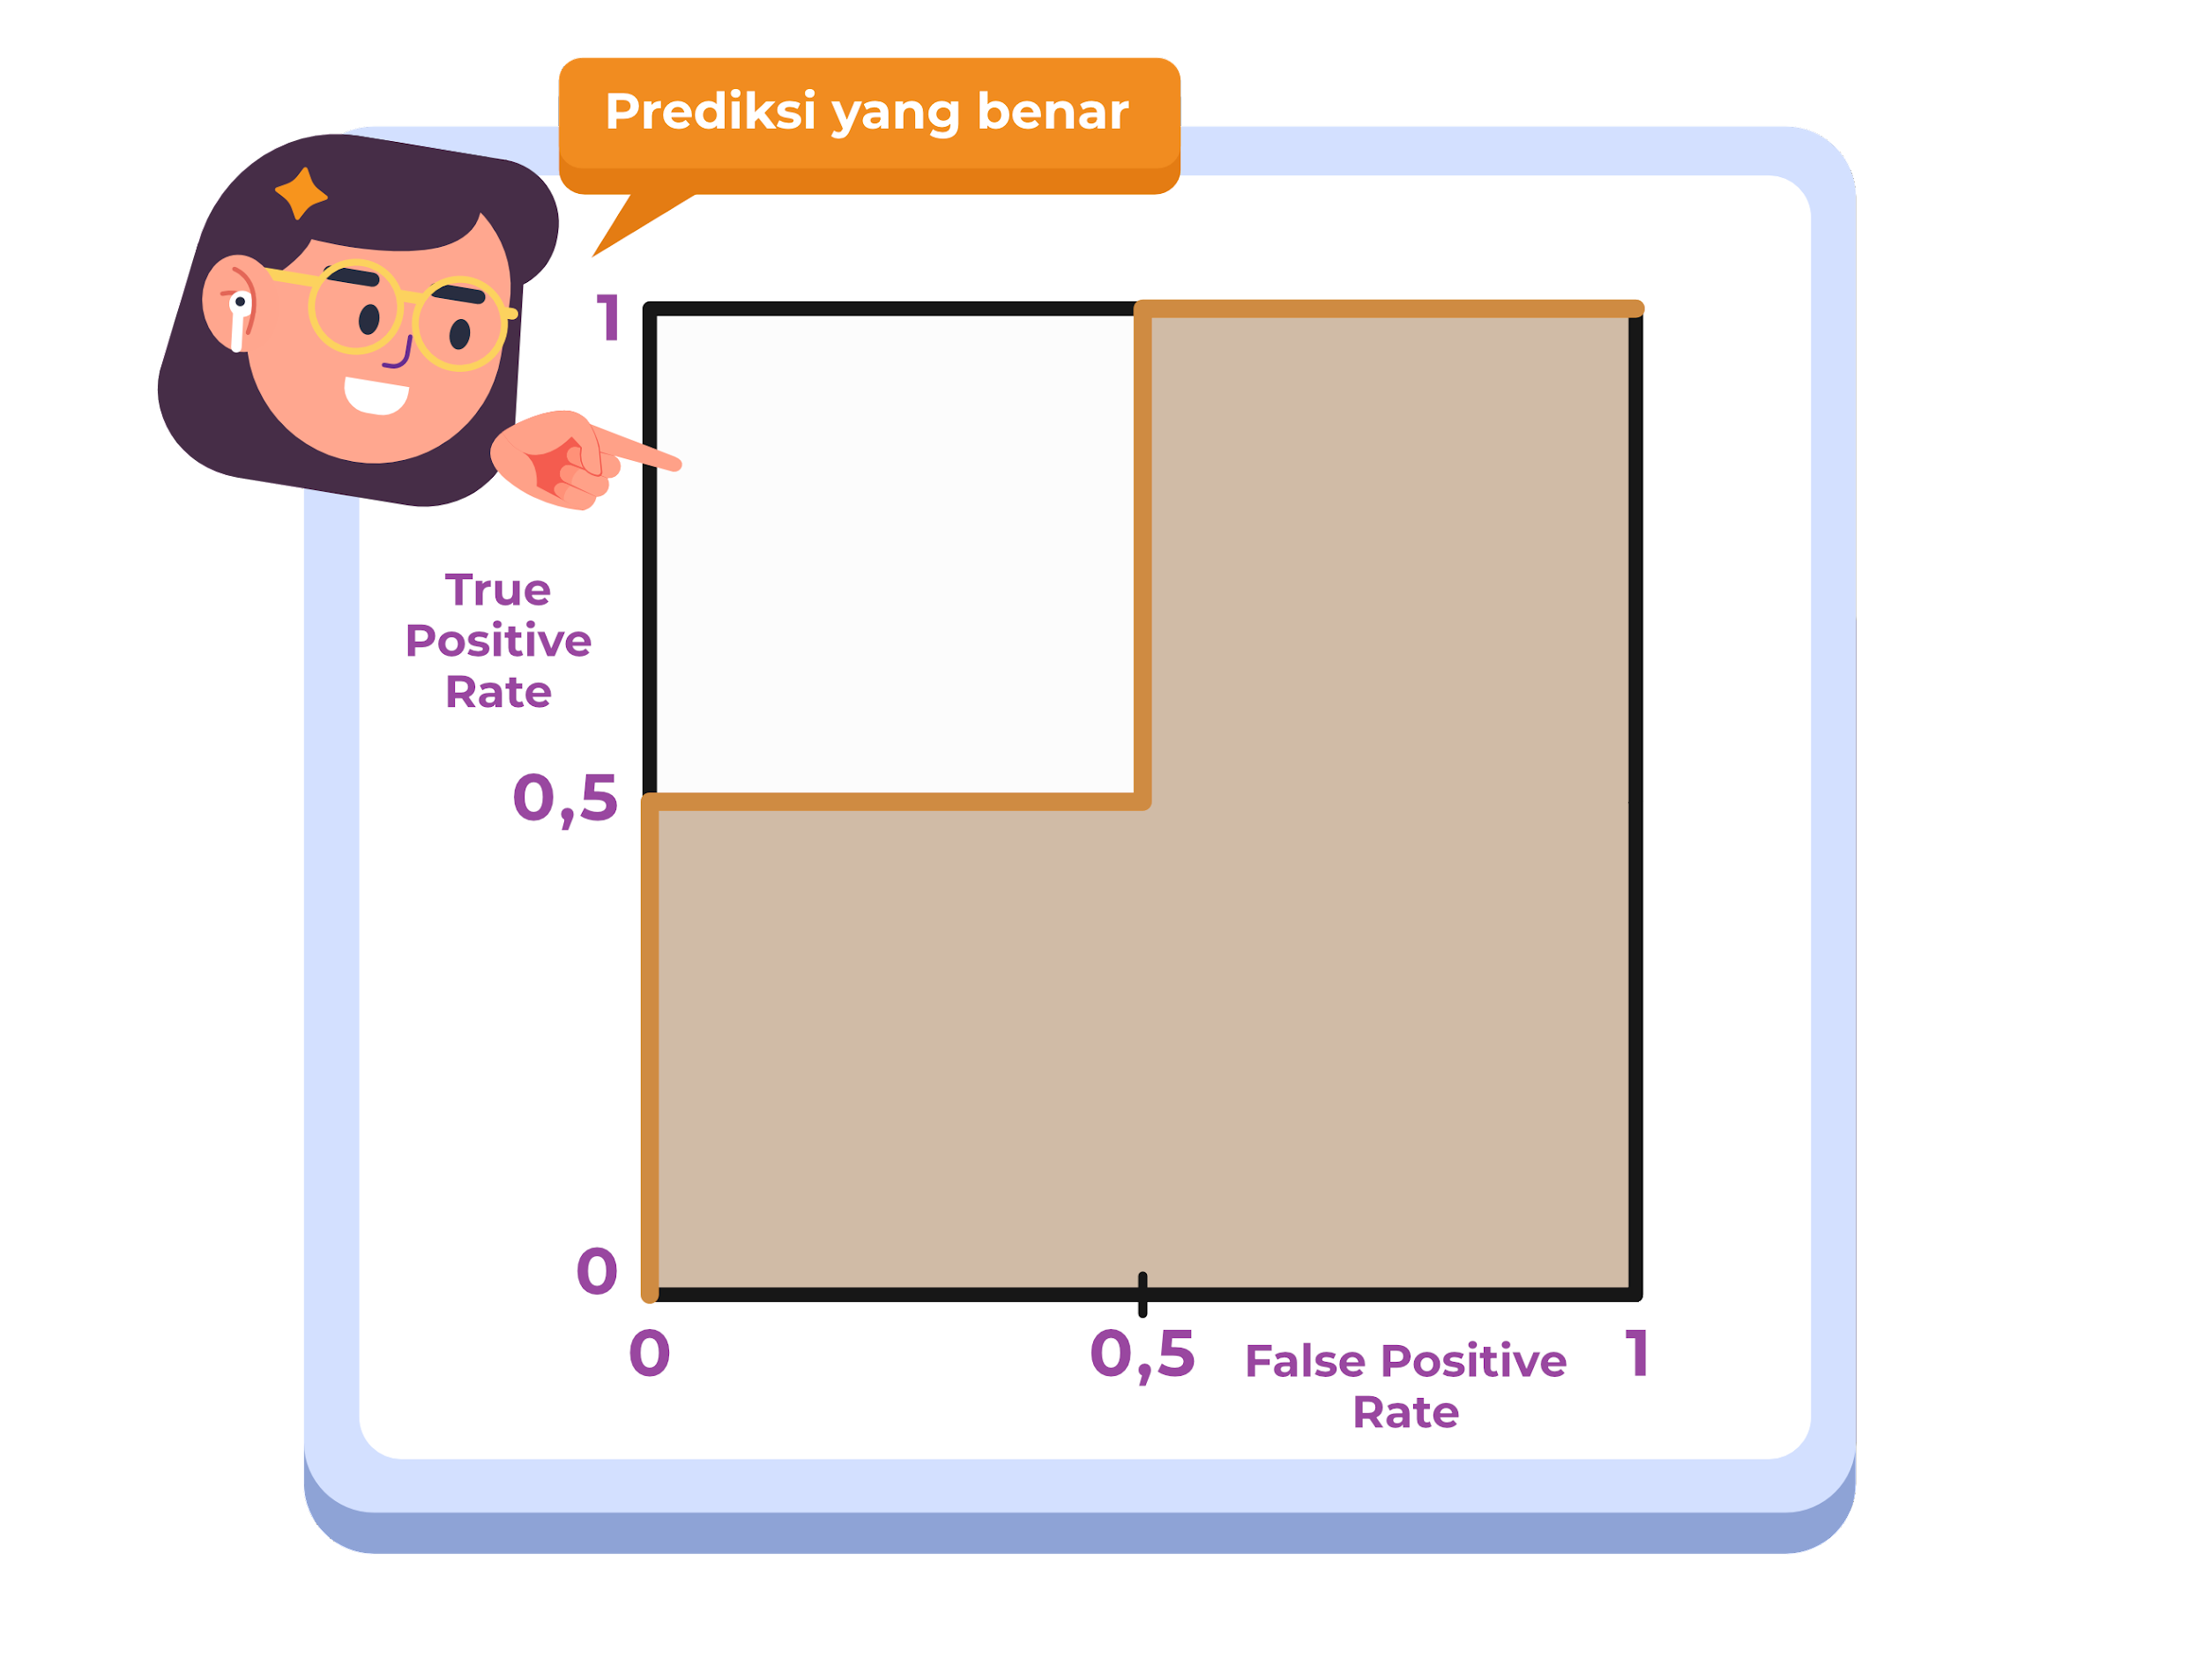 Prediksi yang benar
1
True
Positive
Rate
0,5
0
0
0,5
False Positive
Rate
1